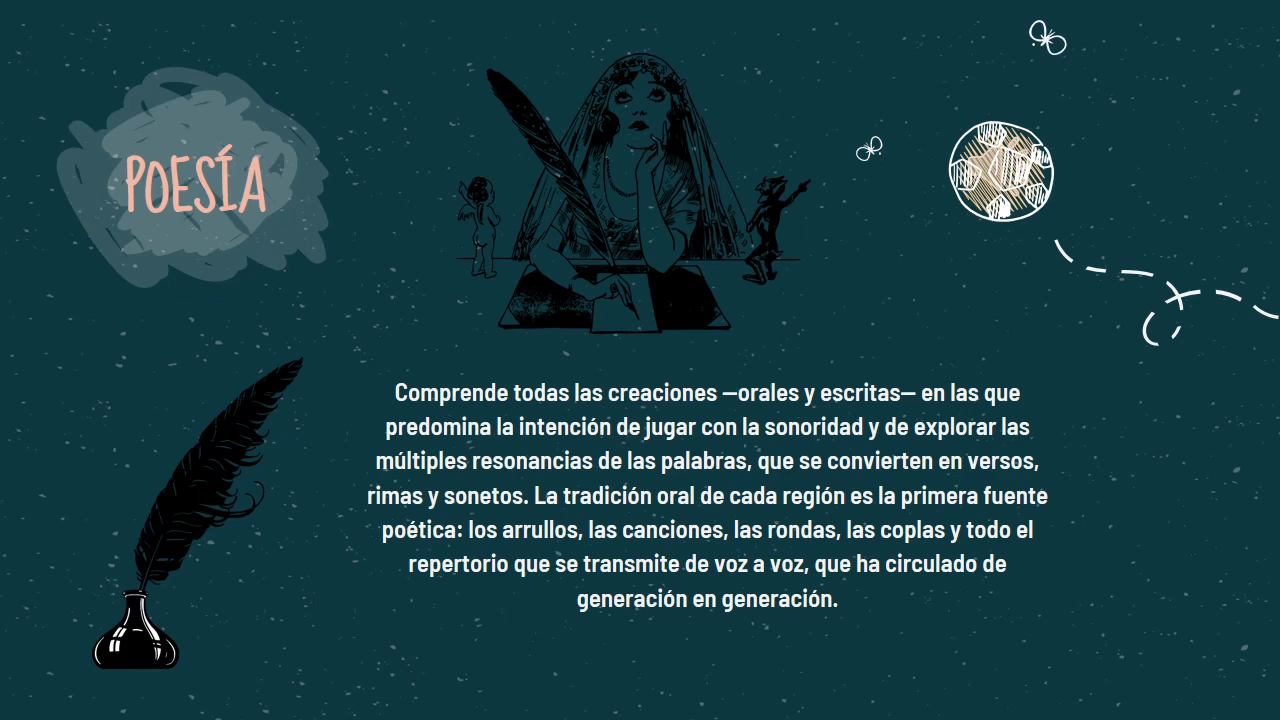 POESÍA
Comprende todas las creaciones —orales y escritas— en las que
predomina la intención de jugar con la sonoridad y de explorar las
múltiples resonancias de las palabras, que se convierten en versos,
rimas y sonetos. La tradición oral de cada región es la primera fuente
poética: los arrullos, las canciones, las rondas, las coplas y todo el
repertorio que se transmite de voz a voz, que ha circulado de
generación en generación.